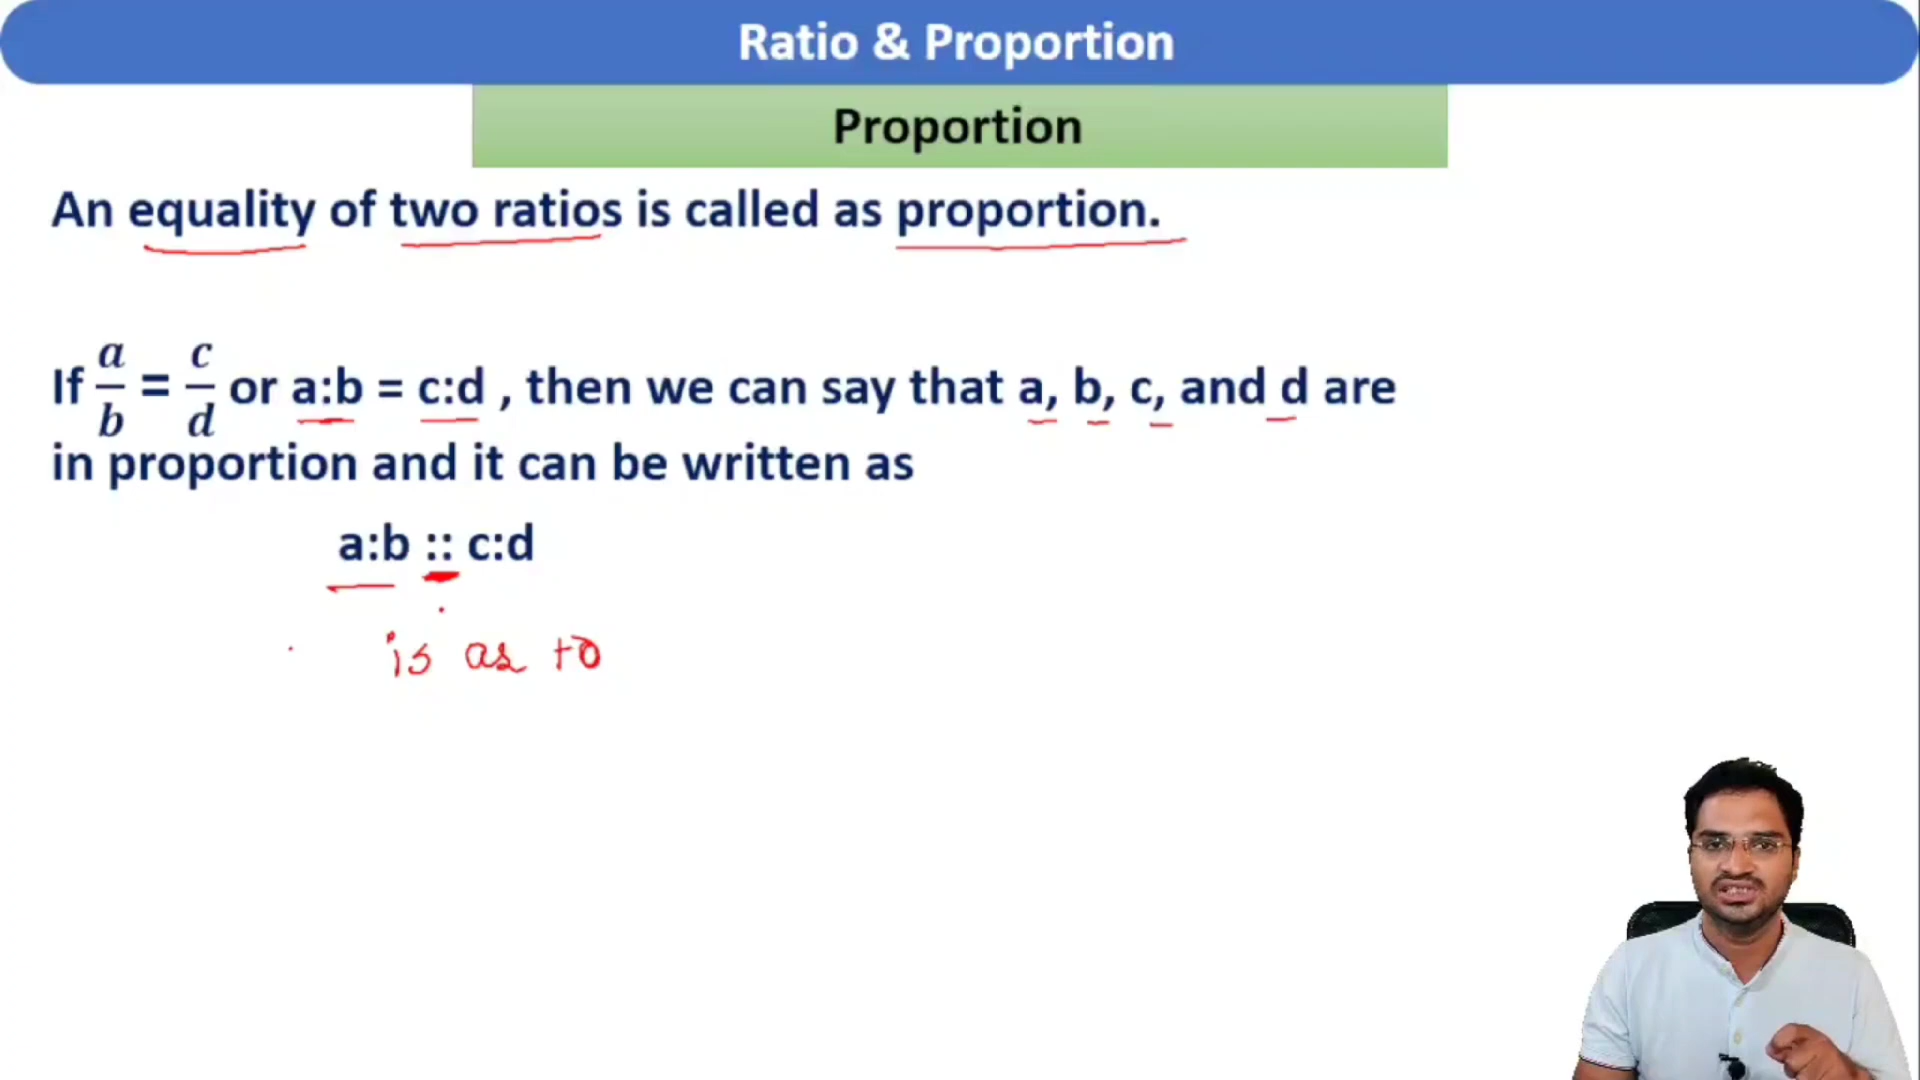 Ratio & Proportion
Proportion
An equality of two ratios is called as proportion.
If a/b = c/d or a:b = c:d , then we can say that a, b, c, and d are
in proportion and it can be written as
a:b :: c:d
is as to